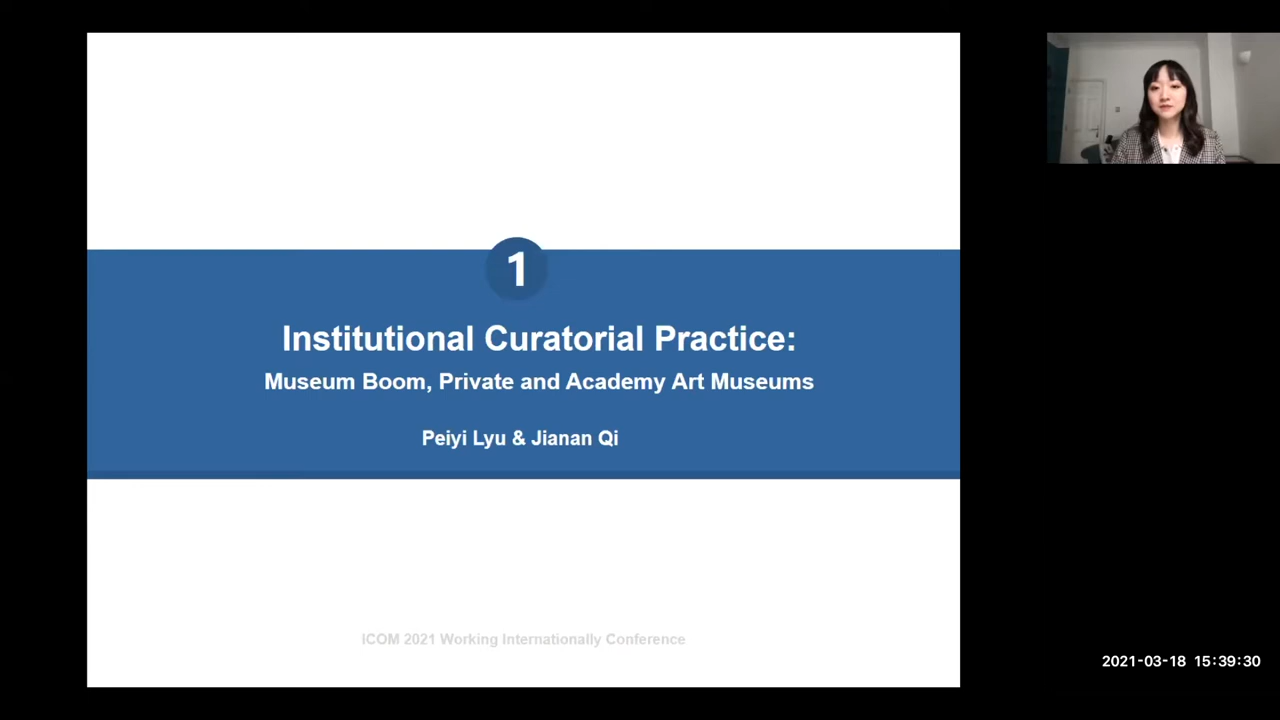 1
Institutional Curatorial Practice:
Museum Boom, Private and Academy Art Museums
Peiyi Lyu & Jianan Qi
ICOM 2021 Working Internationally Conference
2021-03-18 15:39:30